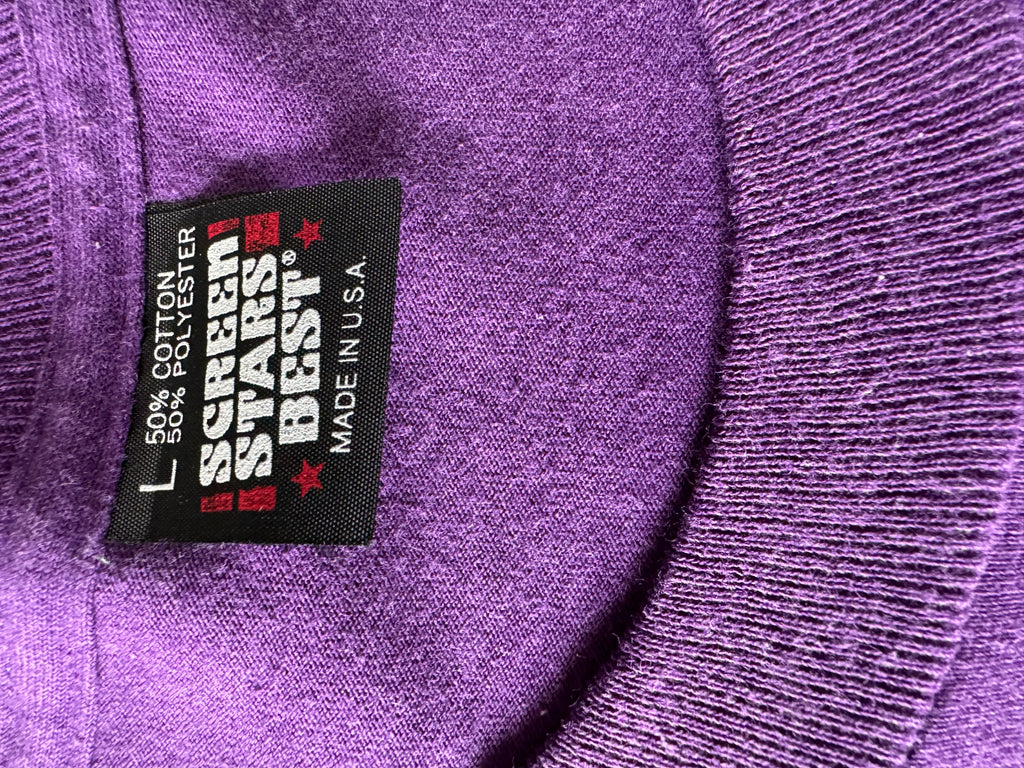 L 50% COTTON
50% POLYESTER
SCREEN
STARS
BEST®
MADE IN U.S.A.